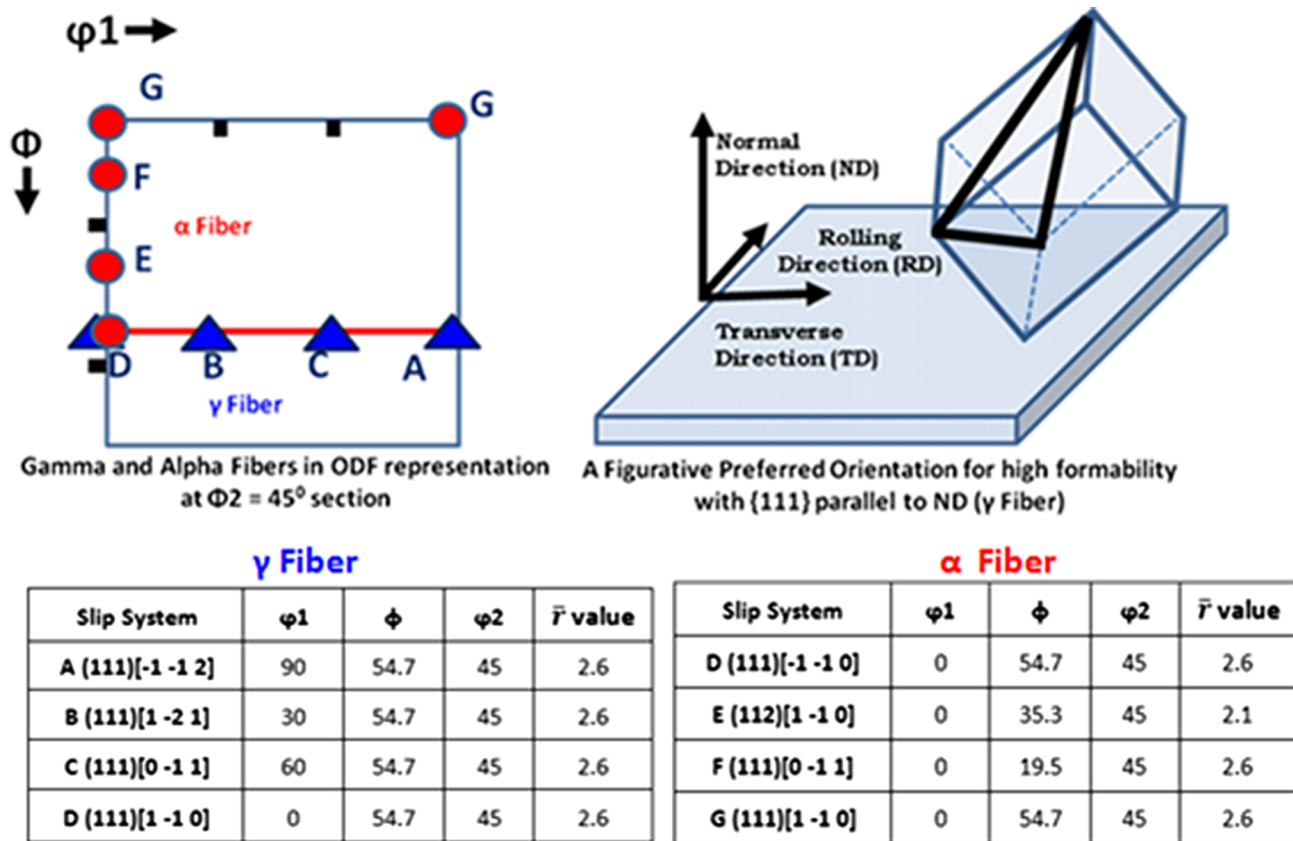 φ1
G
G
Φ
F
α Fiber
E
D
B
C
A
γ Fiber
Gamma and Alpha Fibers in ODF representation
at Φ2 = 45⁰ section
Normal
Direction (ND)
Rolling
Direction (RD)
Transverse
Direction (TD)
A Figurative Preferred Orientation for high formability
with {111} parallel to ND (γ Fiber)
γ Fiber
Slip System φ1 ϕ φ2 r̄ value
A (111)[-1 -1 2] 90 54.7 45 2.6
B (111)[1 -2 1] 30 54.7 45 2.6
C (111)[0 -1 1] 60 54.7 45 2.6
D (111)[1 -1 0] 0 54.7 45 2.6
α Fiber
Slip System φ1 ϕ φ2 r̄ value
D (111)[-1 -1 0] 0 54.7 45 2.6
E (112)[1 -1 0] 0 35.3 45 2.1
F (111)[0 -1 1] 0 19.5 45 2.6
G (111)[1 -1 0] 0 54.7 45 2.6